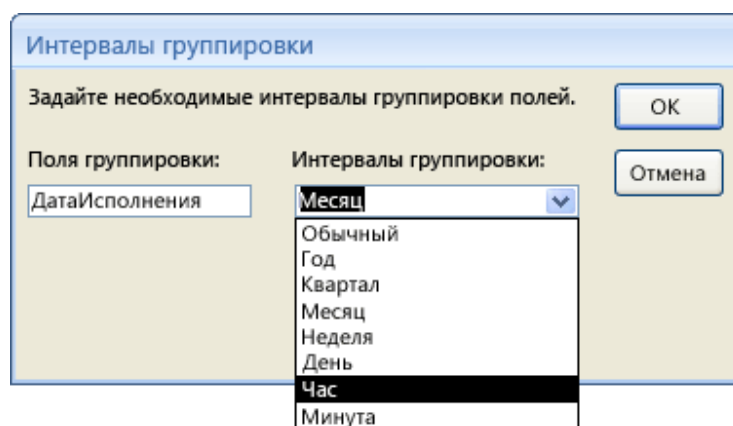 Интервалы группировки
Задайте необходимые интервалы группировки полей.
ОК
Поля группировки:
Интервалы группировки:
Отмена
ДатаИсполнения
Месяц
Обычный
Год
Квартал
Месяц
Неделя
День
Час
Минута